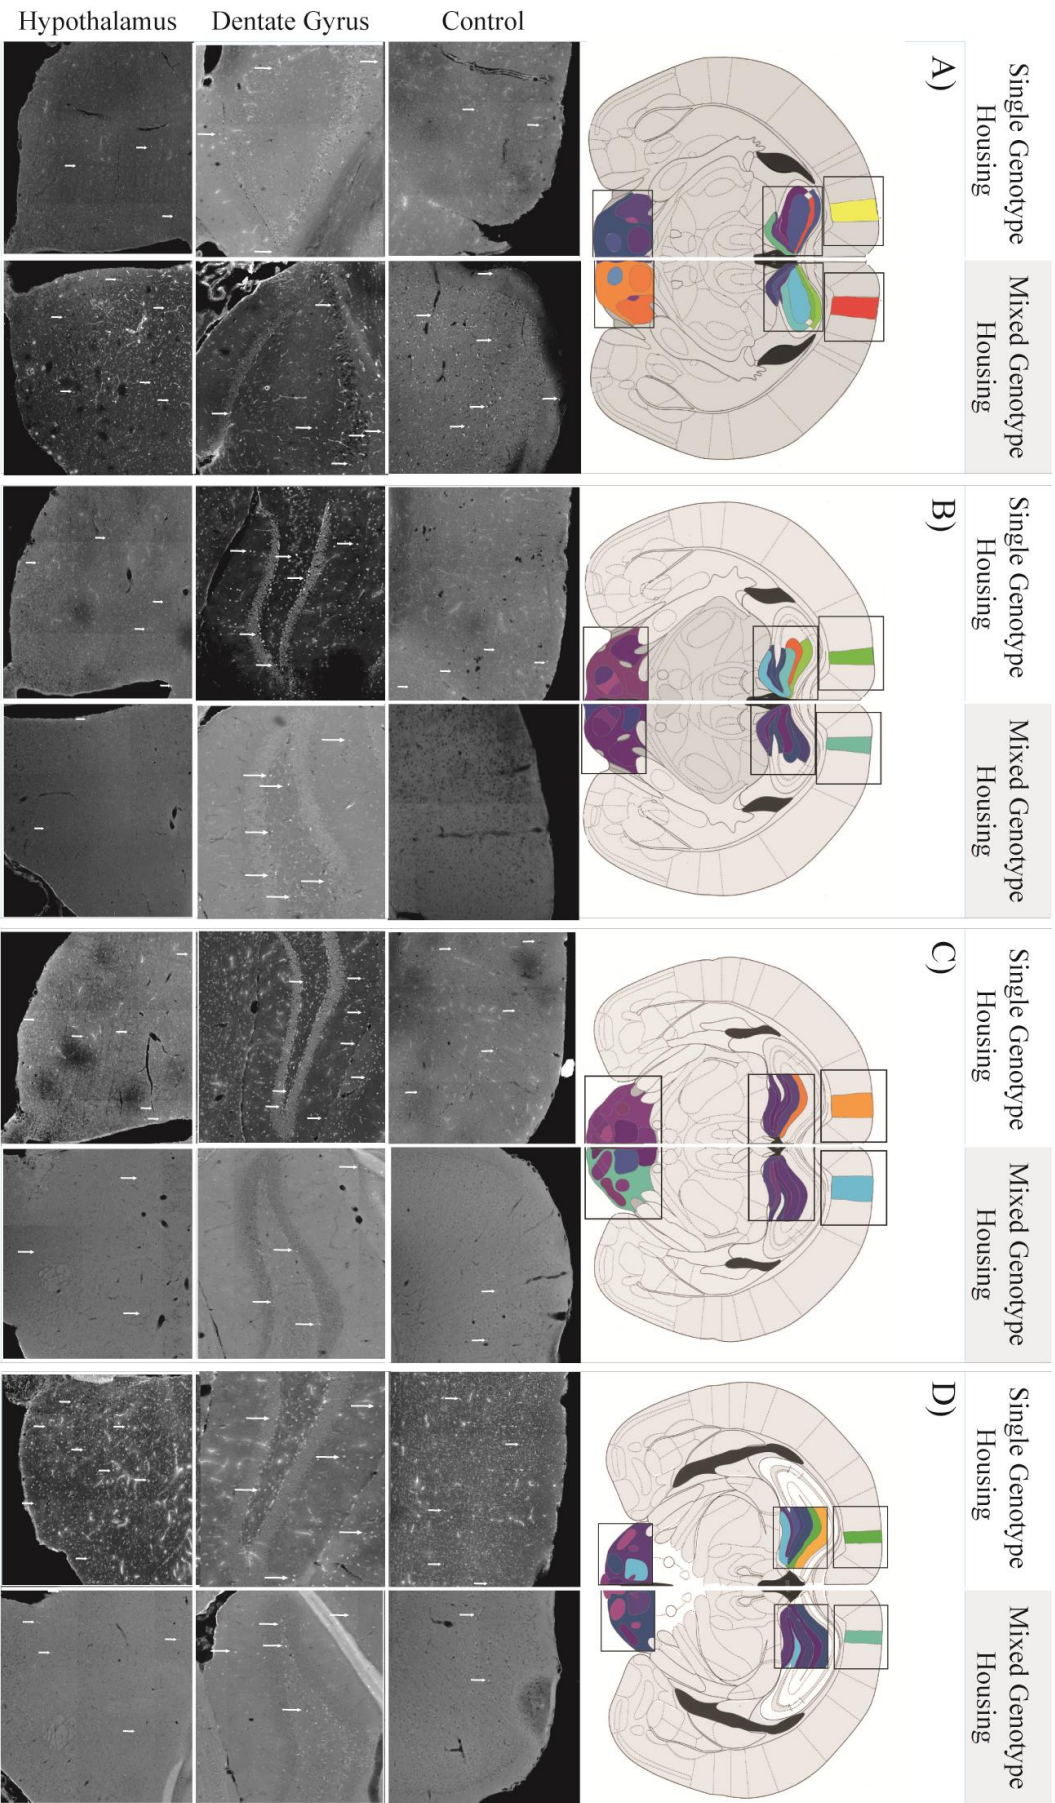 Hypothalamus
Dentate Gyrus
Control
A)
Single Genotype
Housing
Mixed Genotype
Housing
B)
Single Genotype
Housing
Mixed Genotype
Housing
C)
Single Genotype
Housing
Mixed Genotype
Housing
D)
Single Genotype
Housing
Mixed Genotype
Housing